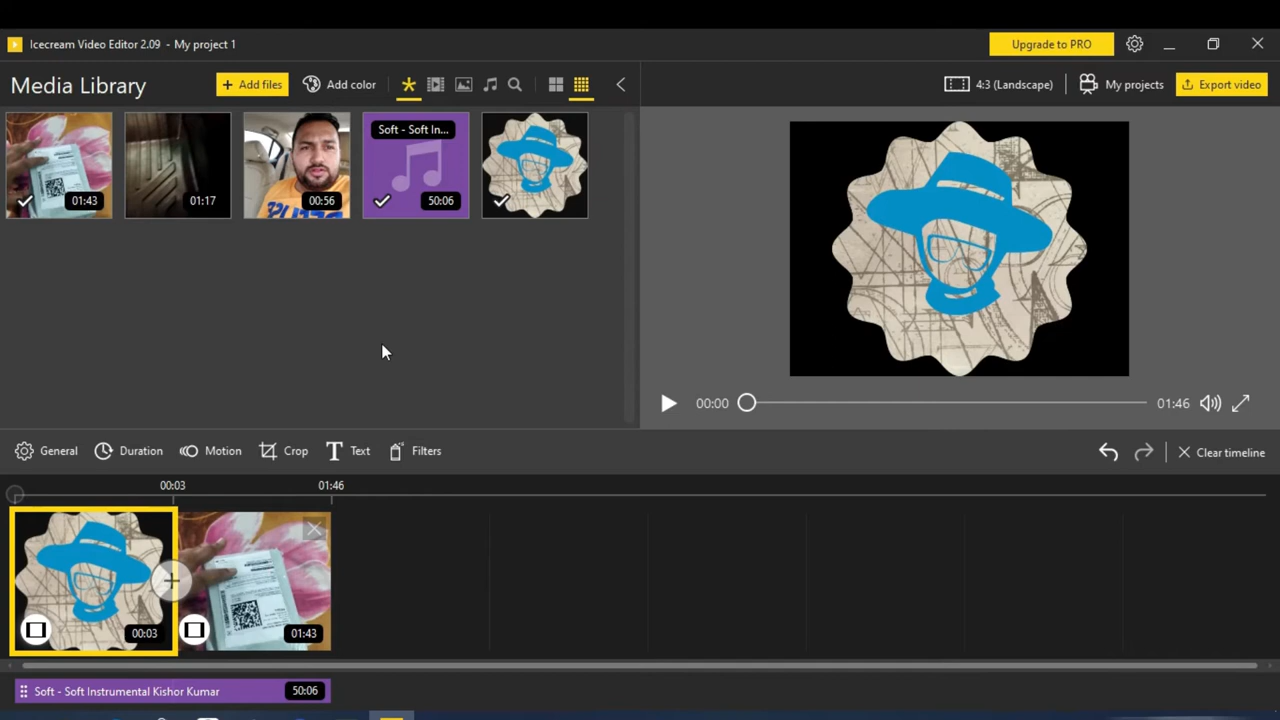 Icecream Video Editor 2.09 - My project 1
Upgrade to PRO
Media Library
+ Add files
Add color
4:3 (Landscape)
My projects
Export video
01:43
01:17
00:56
Soft - Soft In...
50:06
00:00
01:46
General
Duration
Motion
Crop
Text
Filters
Clear timeline
00:03
01:46
00:03
01:43
Soft - Soft Instrumental Kishor Kumar
50:06